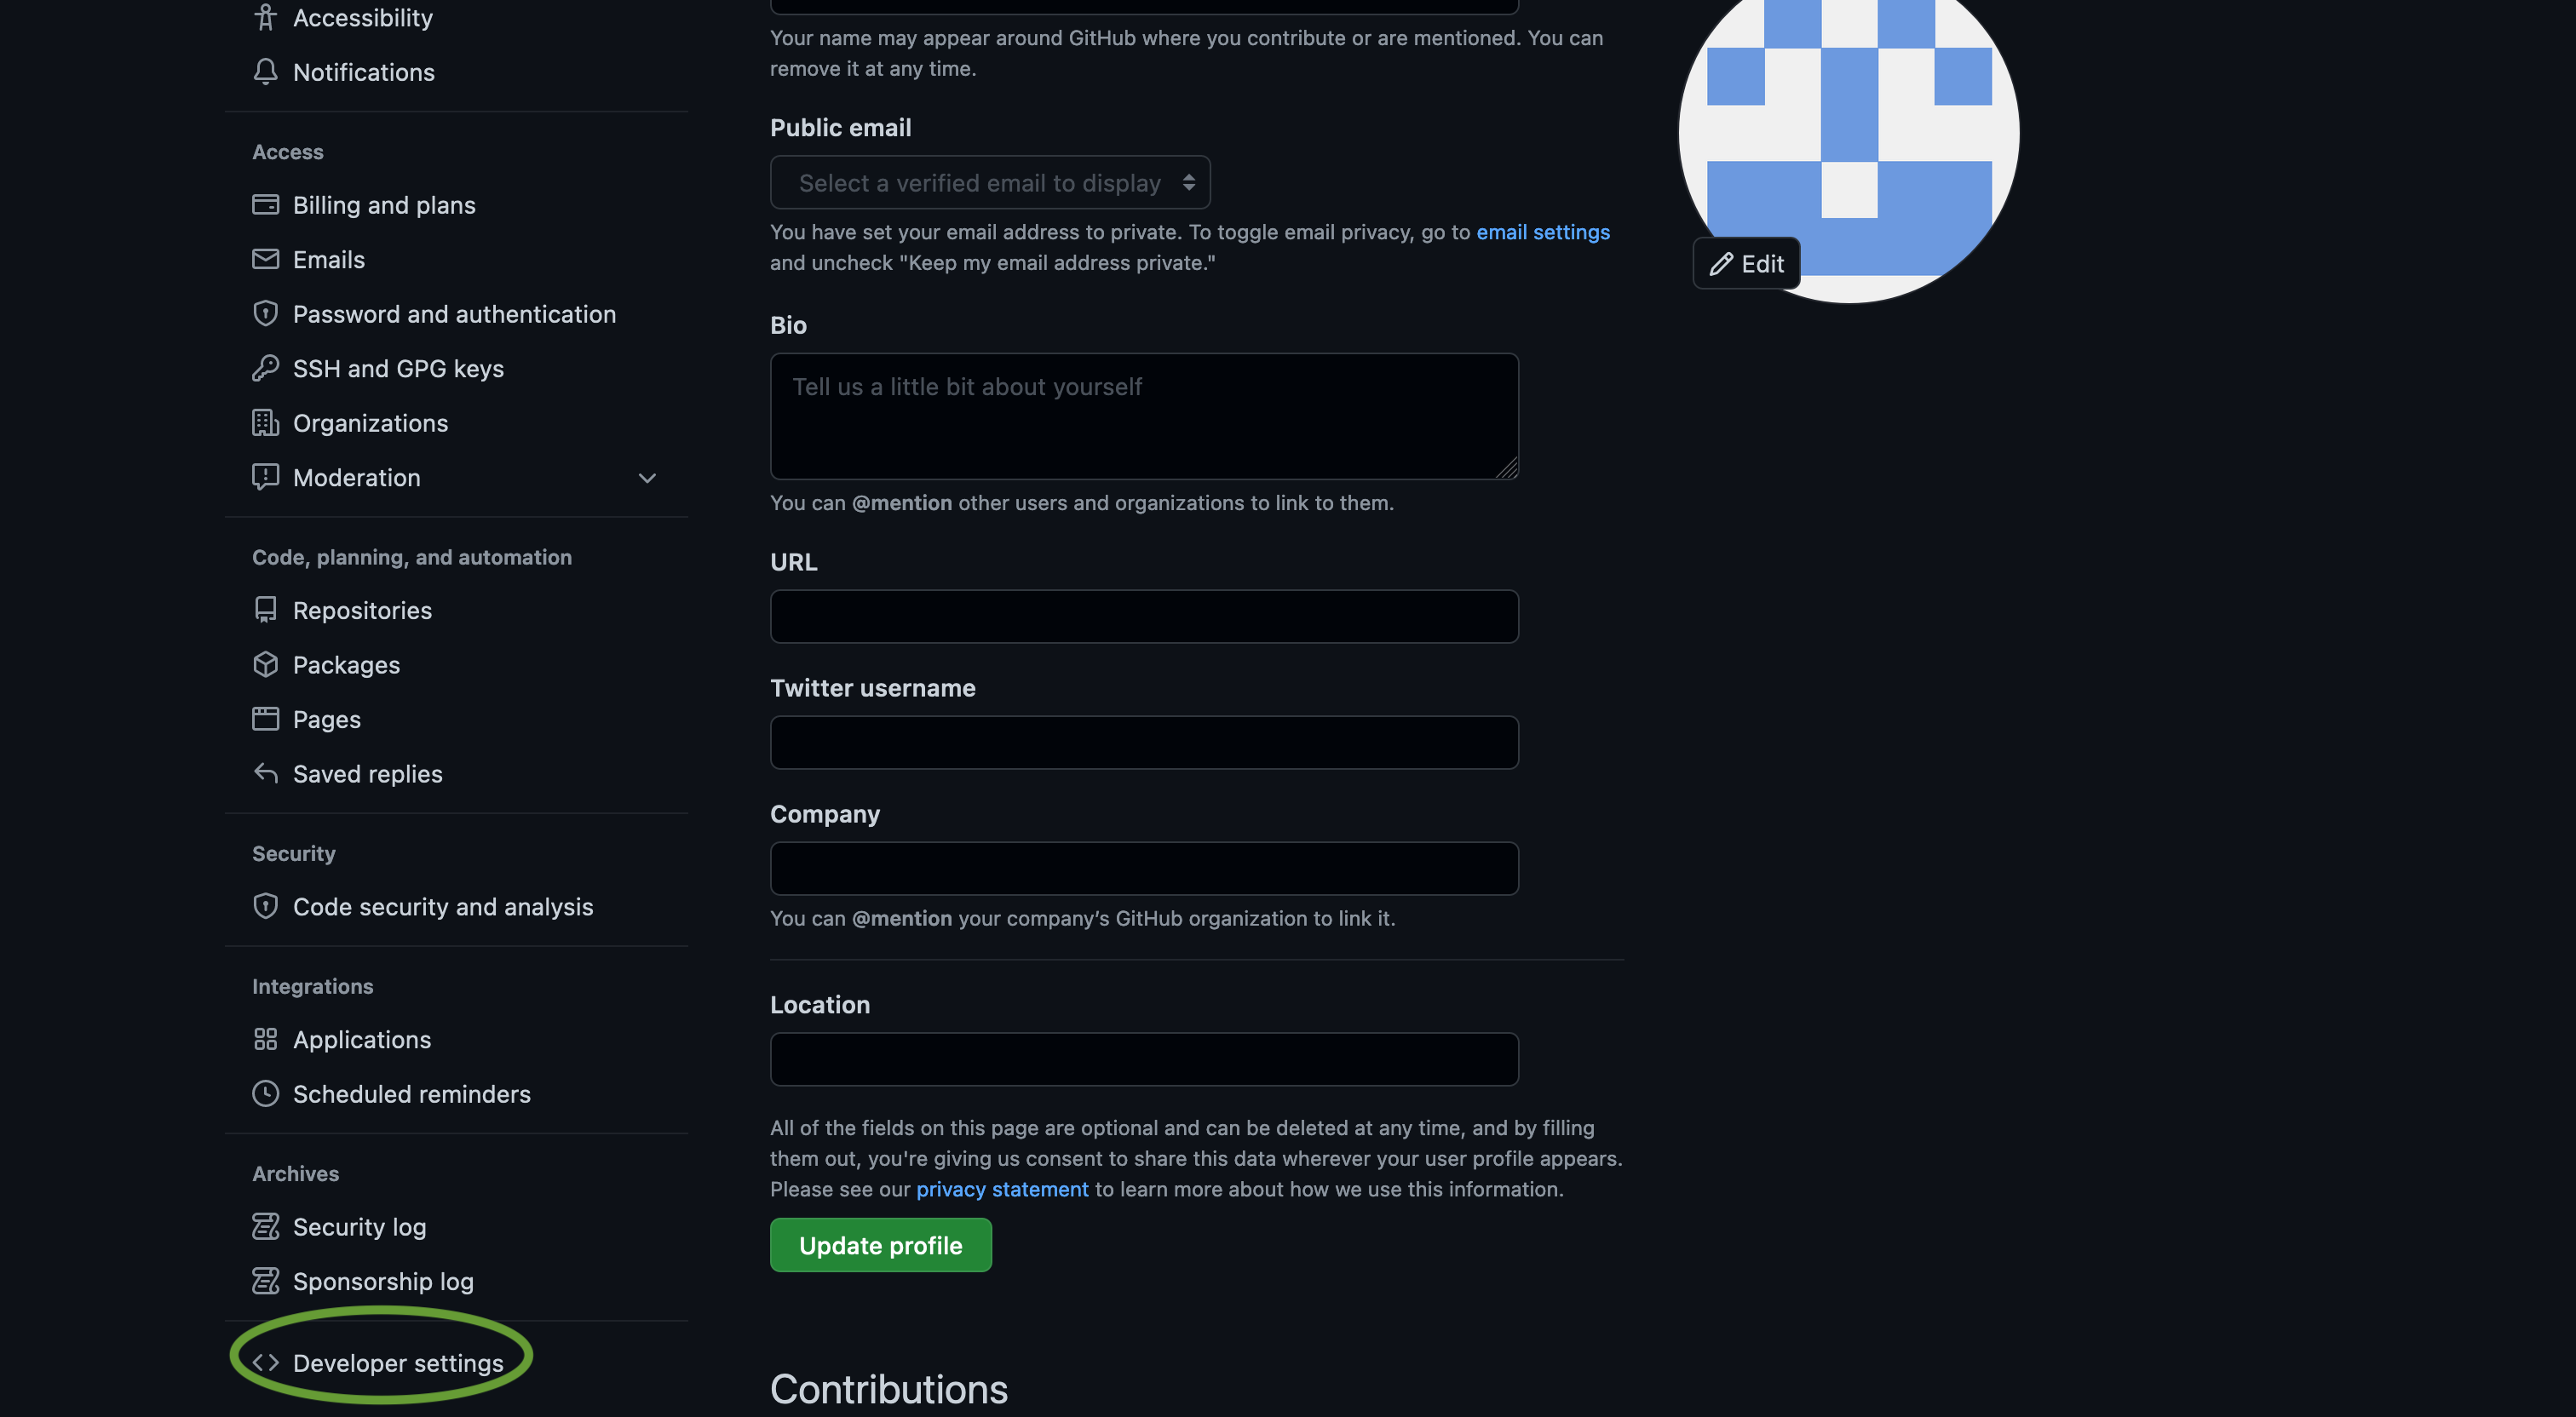 Accessibility
Notifications
Access
Billing and plans
Emails
Password and authentication
SSH and GPG keys
Organizations
Moderation
Code, planning, and automation
Repositories
Packages
Pages
Saved replies
Security
Code security and analysis
Integrations
Applications
Scheduled reminders
Archives
Security log
Sponsorship log
Developer settings
Your name may appear around GitHub where you contribute or are mentioned. You can
remove it at any time.
Public email
Select a verified email to display
You have set your email address to private. To toggle email privacy, go to email settings
and uncheck "Keep my email address private."
Bio
Tell us a little bit about yourself
You can @mention other users and organizations to link to them.
URL
Twitter username
Company
You can @mention your company’s GitHub organization to link it.
Location
All of the fields on this page are optional and can be deleted at any time, and by filling
them out, you're giving us consent to share this data wherever your user profile appears.
Please see our privacy statement to learn more about how we use this information.
Update profile
Contributions
Edit